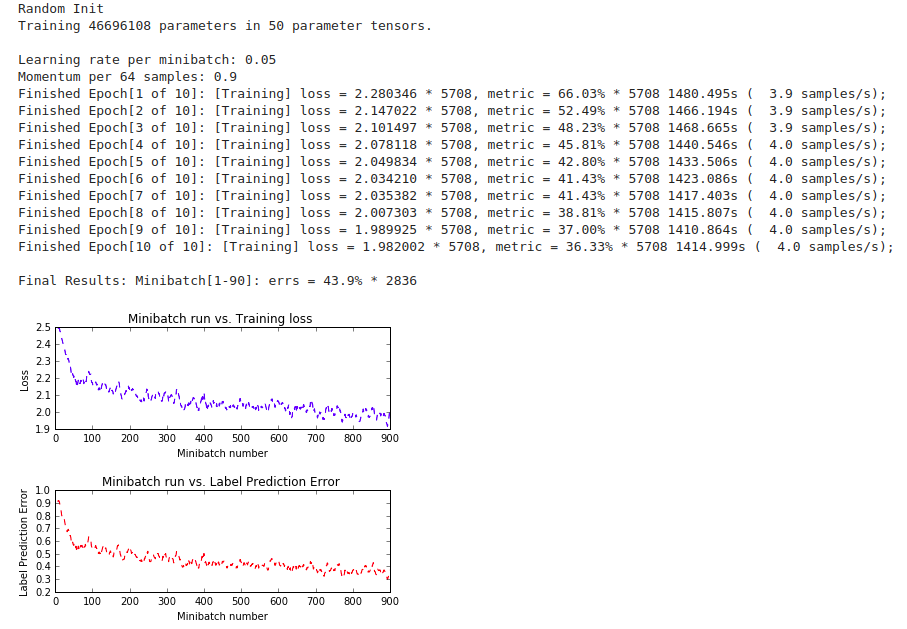 Random Init
Training 46696108 parameters in 50 parameter tensors.
Learning rate per minibatch: 0.05
Momentum per 64 samples: 0.9
Finished Epoch[1 of 10]: [Training] loss = 2.280346 * 5708, metric = 66.03% * 5708 1480.495s (  3.9 samples/s);
Finished Epoch[2 of 10]: [Training] loss = 2.147022 * 5708, metric = 52.49% * 5708 1466.194s (  3.9 samples/s);
Finished Epoch[3 of 10]: [Training] loss = 2.101497 * 5708, metric = 48.23% * 5708 1468.665s (  3.9 samples/s);
Finished Epoch[4 of 10]: [Training] loss = 2.078118 * 5708, metric = 45.81% * 5708 1440.546s (  4.0 samples/s);
Finished Epoch[5 of 10]: [Training] loss = 2.049834 * 5708, metric = 42.80% * 5708 1433.506s (  4.0 samples/s);
Finished Epoch[6 of 10]: [Training] loss = 2.034210 * 5708, metric = 41.43% * 5708 1423.086s (  4.0 samples/s);
Finished Epoch[7 of 10]: [Training] loss = 2.035382 * 5708, metric = 41.43% * 5708 1417.403s (  4.0 samples/s);
Finished Epoch[8 of 10]: [Training] loss = 2.007303 * 5708, metric = 38.81% * 5708 1415.807s (  4.0 samples/s);
Finished Epoch[9 of 10]: [Training] loss = 1.989925 * 5708, metric = 37.00% * 5708 1410.864s (  4.0 samples/s);
Finished Epoch[10 of 10]: [Training] loss = 1.982002 * 5708, metric = 36.33% * 5708 1414.999s (  4.0 samples/s);
Final Results: Minibatch[1-90]: errs = 43.9% * 2836
Minibatch run vs. Training loss
Loss
2.5
2.4
2.3
2.2
2.1
2.0
1.9
0 100 200 300 400 500 600 700 800 900
Minibatch number
Minibatch run vs. Label Prediction Error
Label Prediction Error
1.0
0.9
0.8
0.7
0.6
0.5
0.4
0.3
0.2
0 100 200 300 400 500 600 700 800 900
Minibatch number